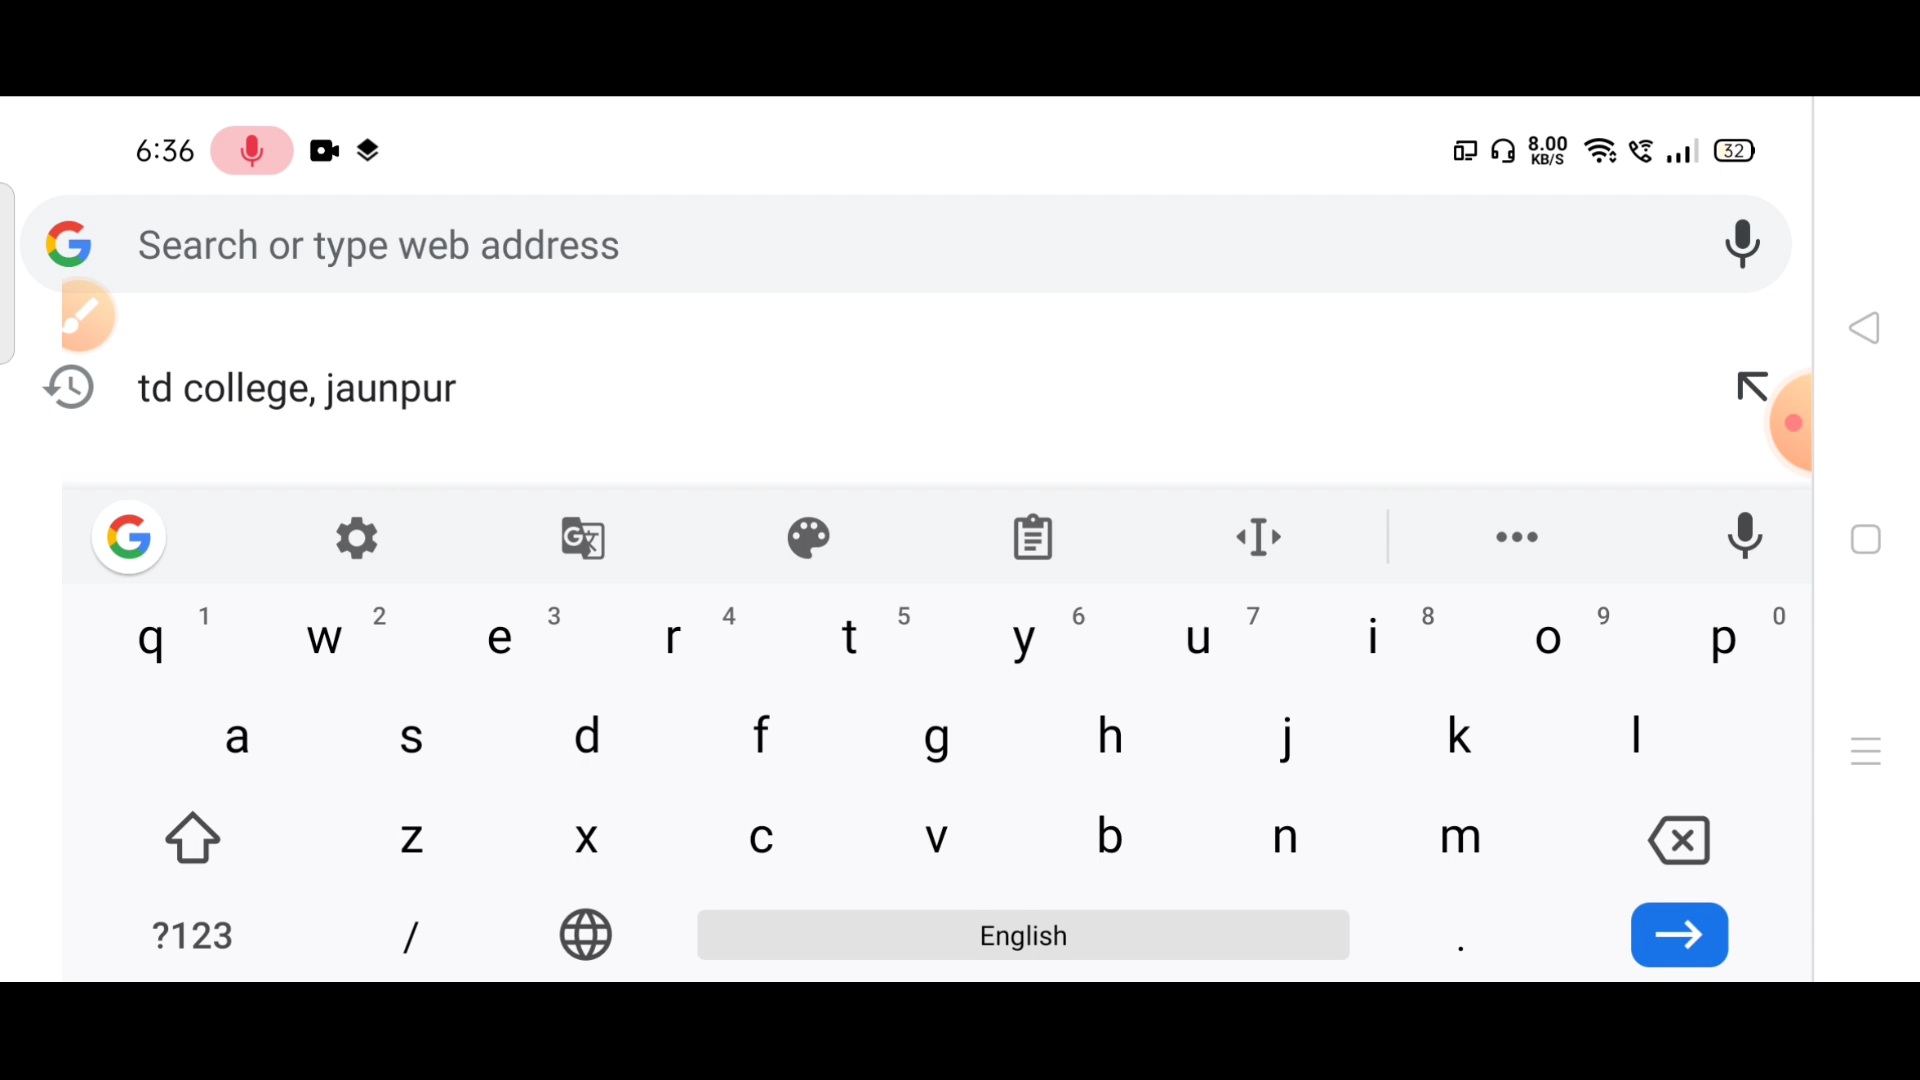 6:36 8.00 KB/S 32
Search or type web address
td college, jaunpur
q 1 w 2 e 3 r 4 t 5 y 6 u 7 i 8 o 9 p 0
a s d f g h j k l
z x c v b n m
?123 / English .